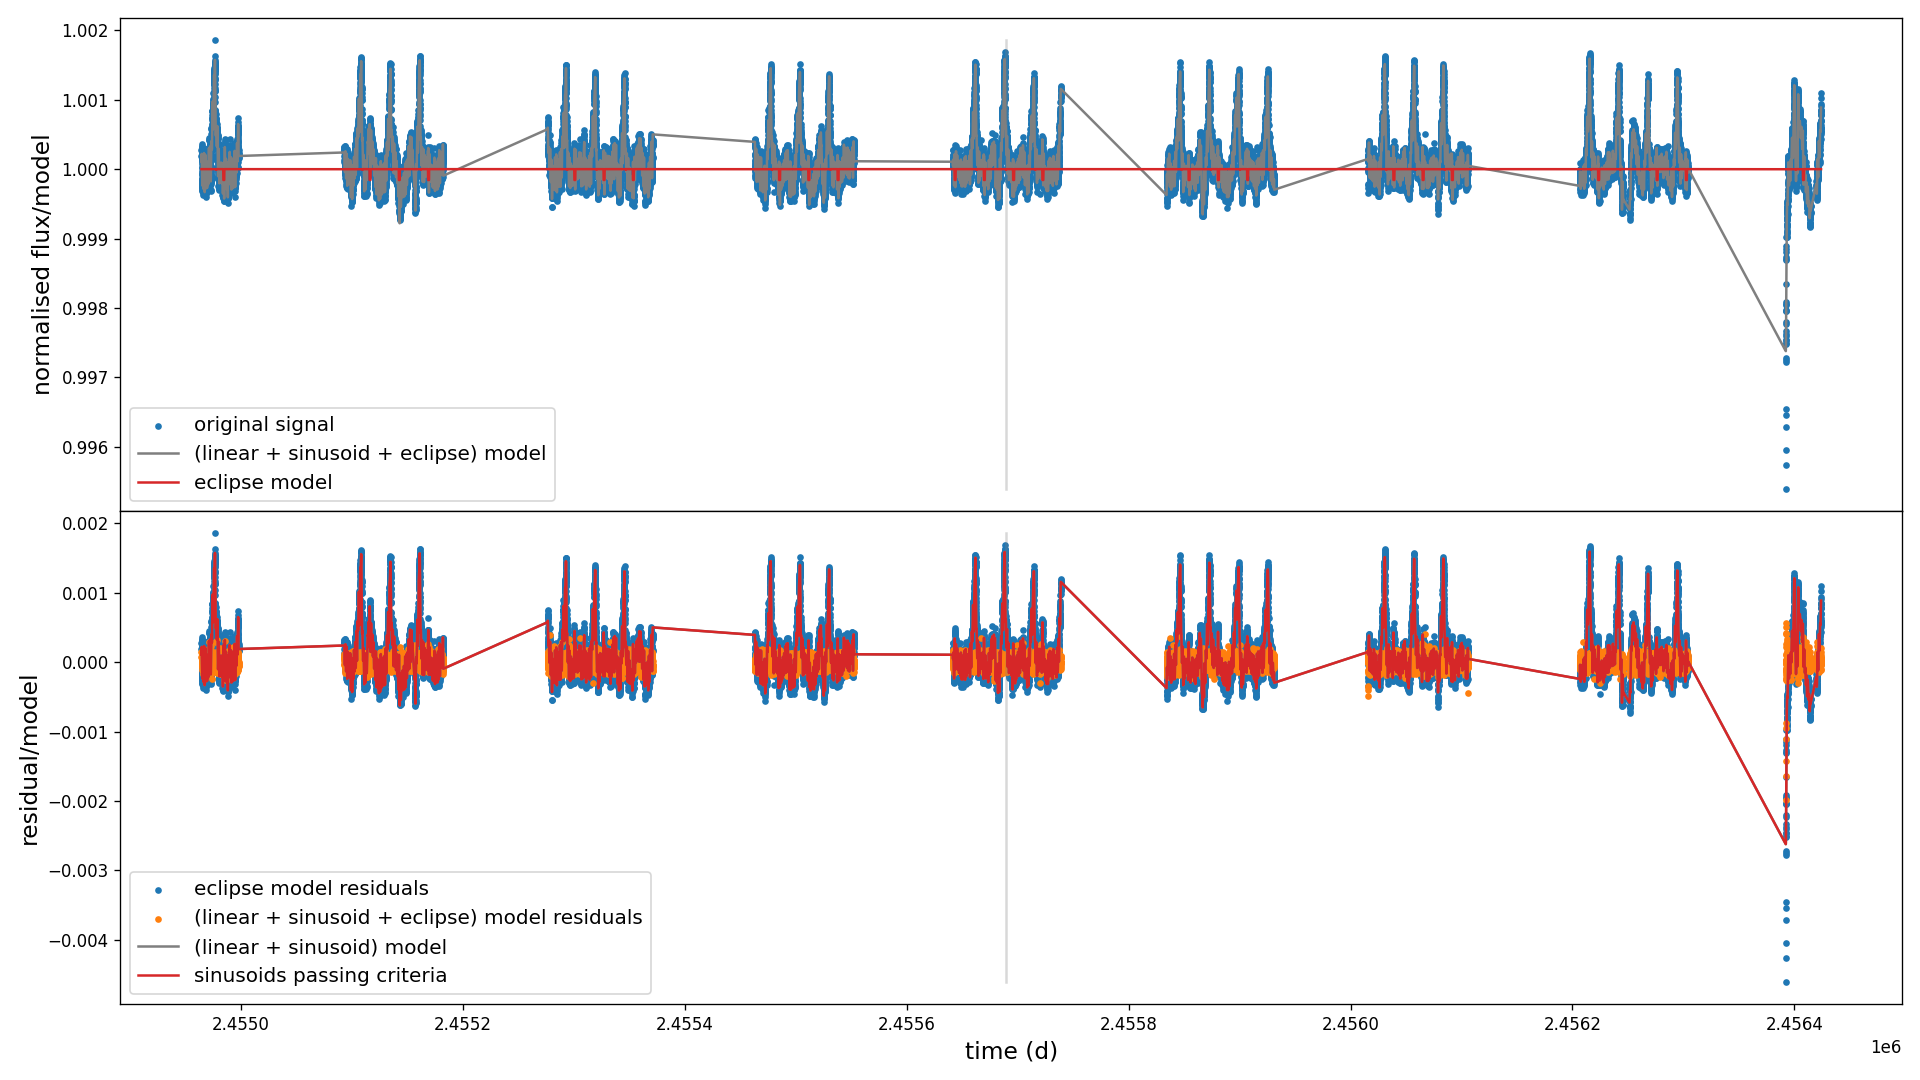 1.002
1.001
1.000
0.999
0.998
0.997
0.996
normalised flux/model
original signal
(linear + sinusoid + eclipse) model
eclipse model
0.002
0.001
0.000
−0.001
−0.002
−0.003
−0.004
residual/model
eclipse model residuals
(linear + sinusoid + eclipse) model residuals
(linear + sinusoid) model
sinusoids passing criteria
2.4550 2.4552 2.4554 2.4556 2.4558 2.4560 2.4562 2.4564
1e6
time (d)